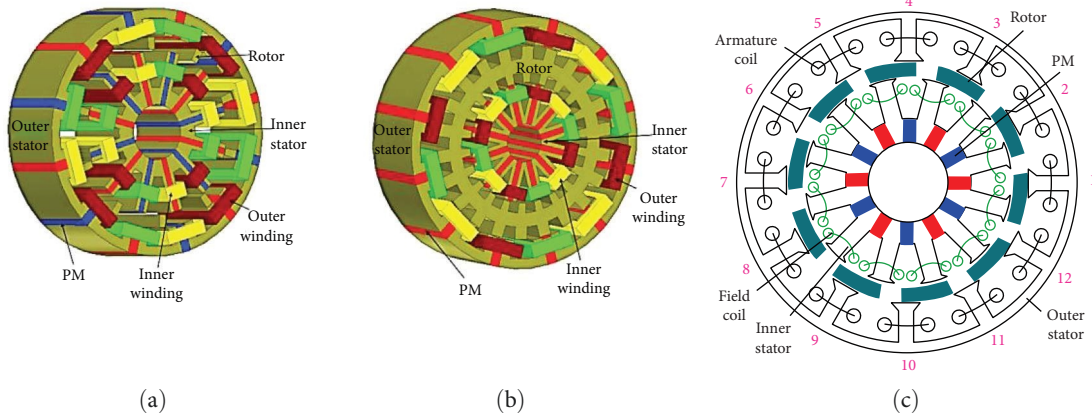 Rotor
Outer
stator
Inner
stator
Outer
winding
PM
Inner
winding
(a)
Rotor
Outer
stator
Inner
stator
Outer
winding
Inner
winding
PM
(b)
4
5
3
Rotor
Armature
coil
PM
6
2
7
1
8
12
Field
coil
Inner
stator
9
Outer
stator
11
10
(c)